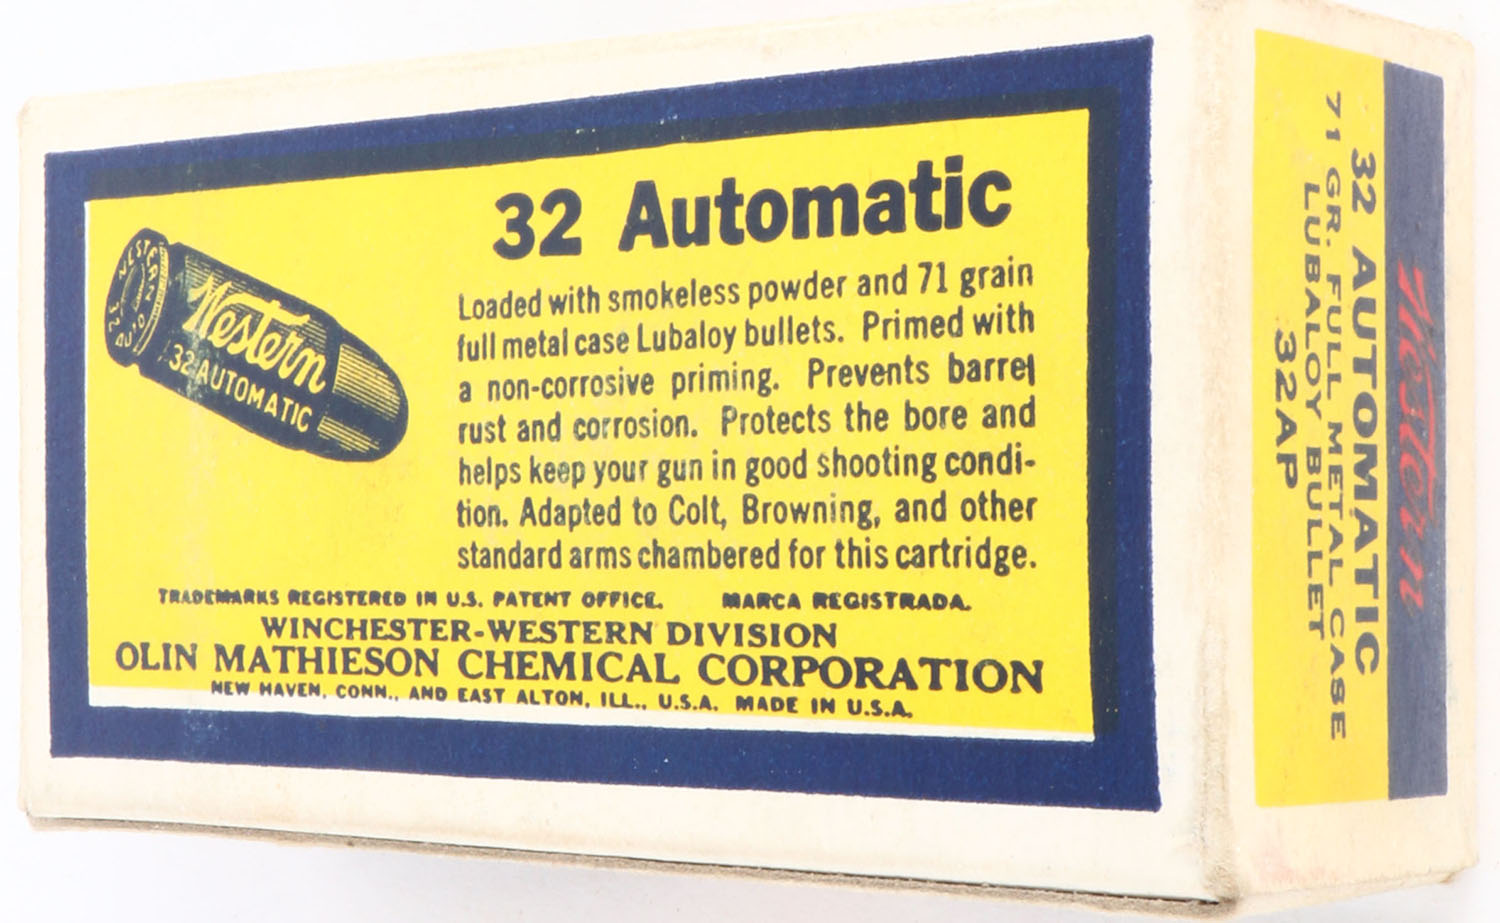 32 Automatic
Loaded with smokeless powder and 71 grain
full metal case Lubaloy bullets. Primed with
a non-corrosive priming. Prevents barrel
rust and corrosion. Protects the bore and
helps keep your gun in good shooting condi-
tion. Adapted to Colt, Browning, and other
standard arms chambered for this cartridge.
WESTERN
32 AUTO
Western
32 AUTOMATIC
TRADEMARKS REGISTERED IN U.S. PATENT OFFICE. MARCA REGISTRADA.
WINCHESTER-WESTERN DIVISION
OLIN MATHIESON CHEMICAL CORPORATION
NEW HAVEN, CONN., AND EAST ALTON, ILL., U.S.A. MADE IN U.S.A.
Western
32 AUTOMATIC
71 GR. FULL METAL CASE
LUBALOY BULLET
32AP